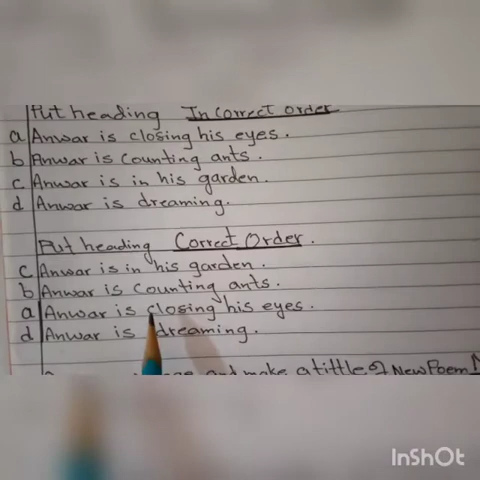 Put heading Incorrect order
a Anwar is closing his eyes.
b Anwar is counting ants.
c Anwar is in his garden.
d Anwar is dreaming.
Put heading Correct Order.
c Anwar is in his garden.
b Anwar is counting ants.
a Anwar is closing his eyes.
d Anwar is dreaming.
and make a tittle of New Poem
InShOt